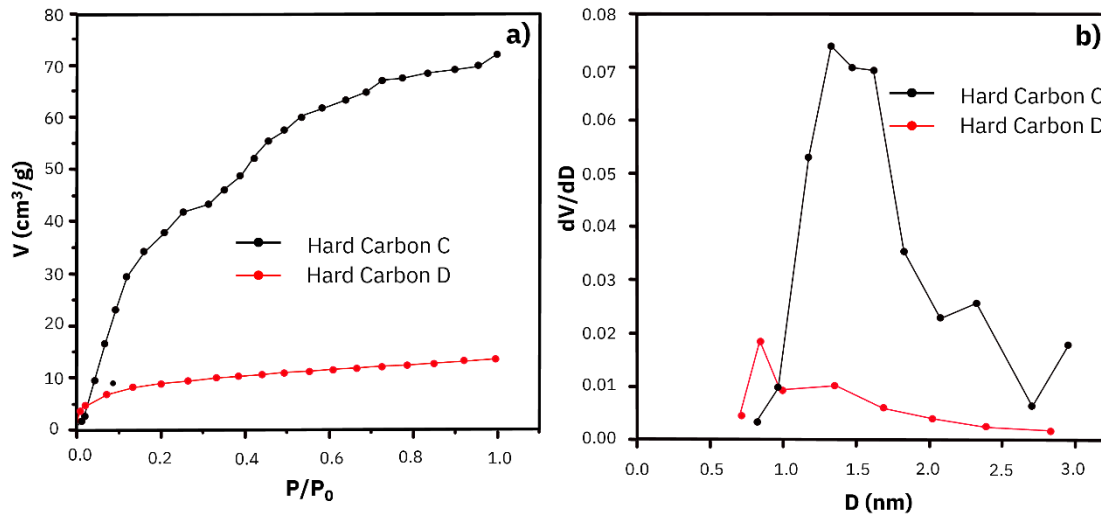 a)
80
70
60
50
40
30
20
10
0
V (cm³/g)
Hard Carbon C
Hard Carbon D
0.0 0.2 0.4 0.6 0.8 1.0
P/P₀
b)
0.08
0.07
0.06
0.05
0.04
0.03
0.02
0.01
0.00
dV/dD
Hard Carbon C
Hard Carbon D
0.0 0.5 1.0 1.5 2.0 2.5 3.0
D (nm)